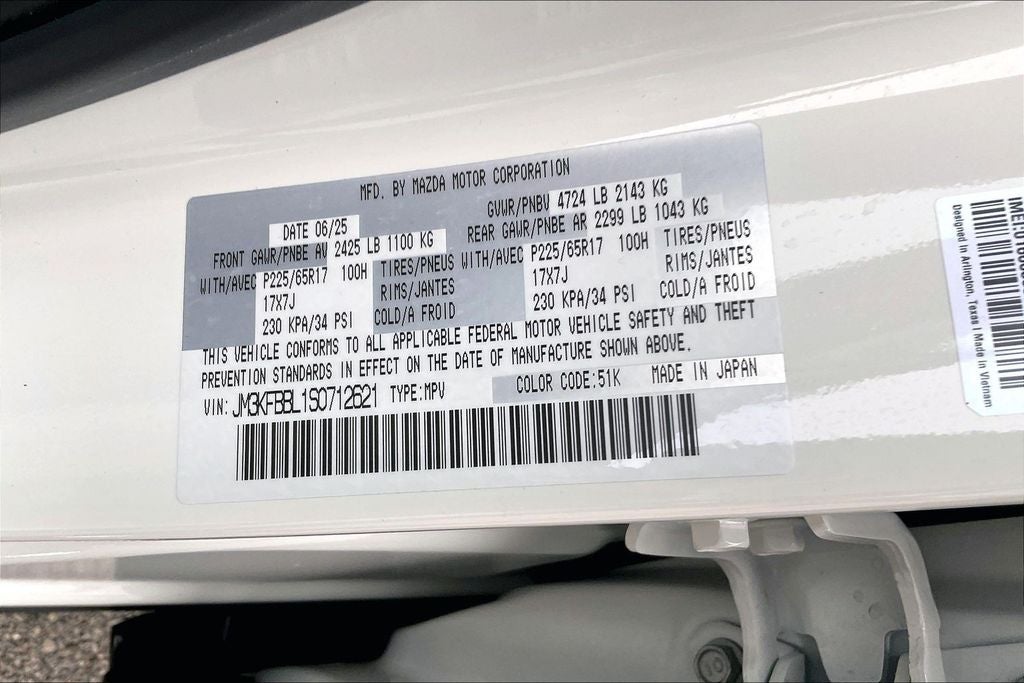 MFD. BY MAZDA MOTOR CORPORATION
DATE 06/25 GVWR/PNBV 4724 LB 2143 KG
FRONT GAWR/PNBE AV 2425 LB 1100 KG REAR GAWR/PNBE AR 2299 LB 1043 KG
WITH/AVEC P225/65R17 100H TIRES/PNEUS WITH/AVEC P225/65R17 100H TIRES/PNEUS
17X7J RIMS/JANTES 17X7J RIMS/JANTES
230 KPA/34 PSI COLD/A FROID 230 KPA/34 PSI COLD/A FROID
THIS VEHICLE CONFORMS TO ALL APPLICABLE FEDERAL MOTOR VEHICLE SAFETY AND THEFT
PREVENTION STANDARDS IN EFFECT ON THE DATE OF MANUFACTURE SHOWN ABOVE.
VIN: JM3KFBBL1S0712621 TYPE:MPV COLOR CODE:51K MADE IN JAPAN
Designed in Arlington, Texas | Made in Vietnam